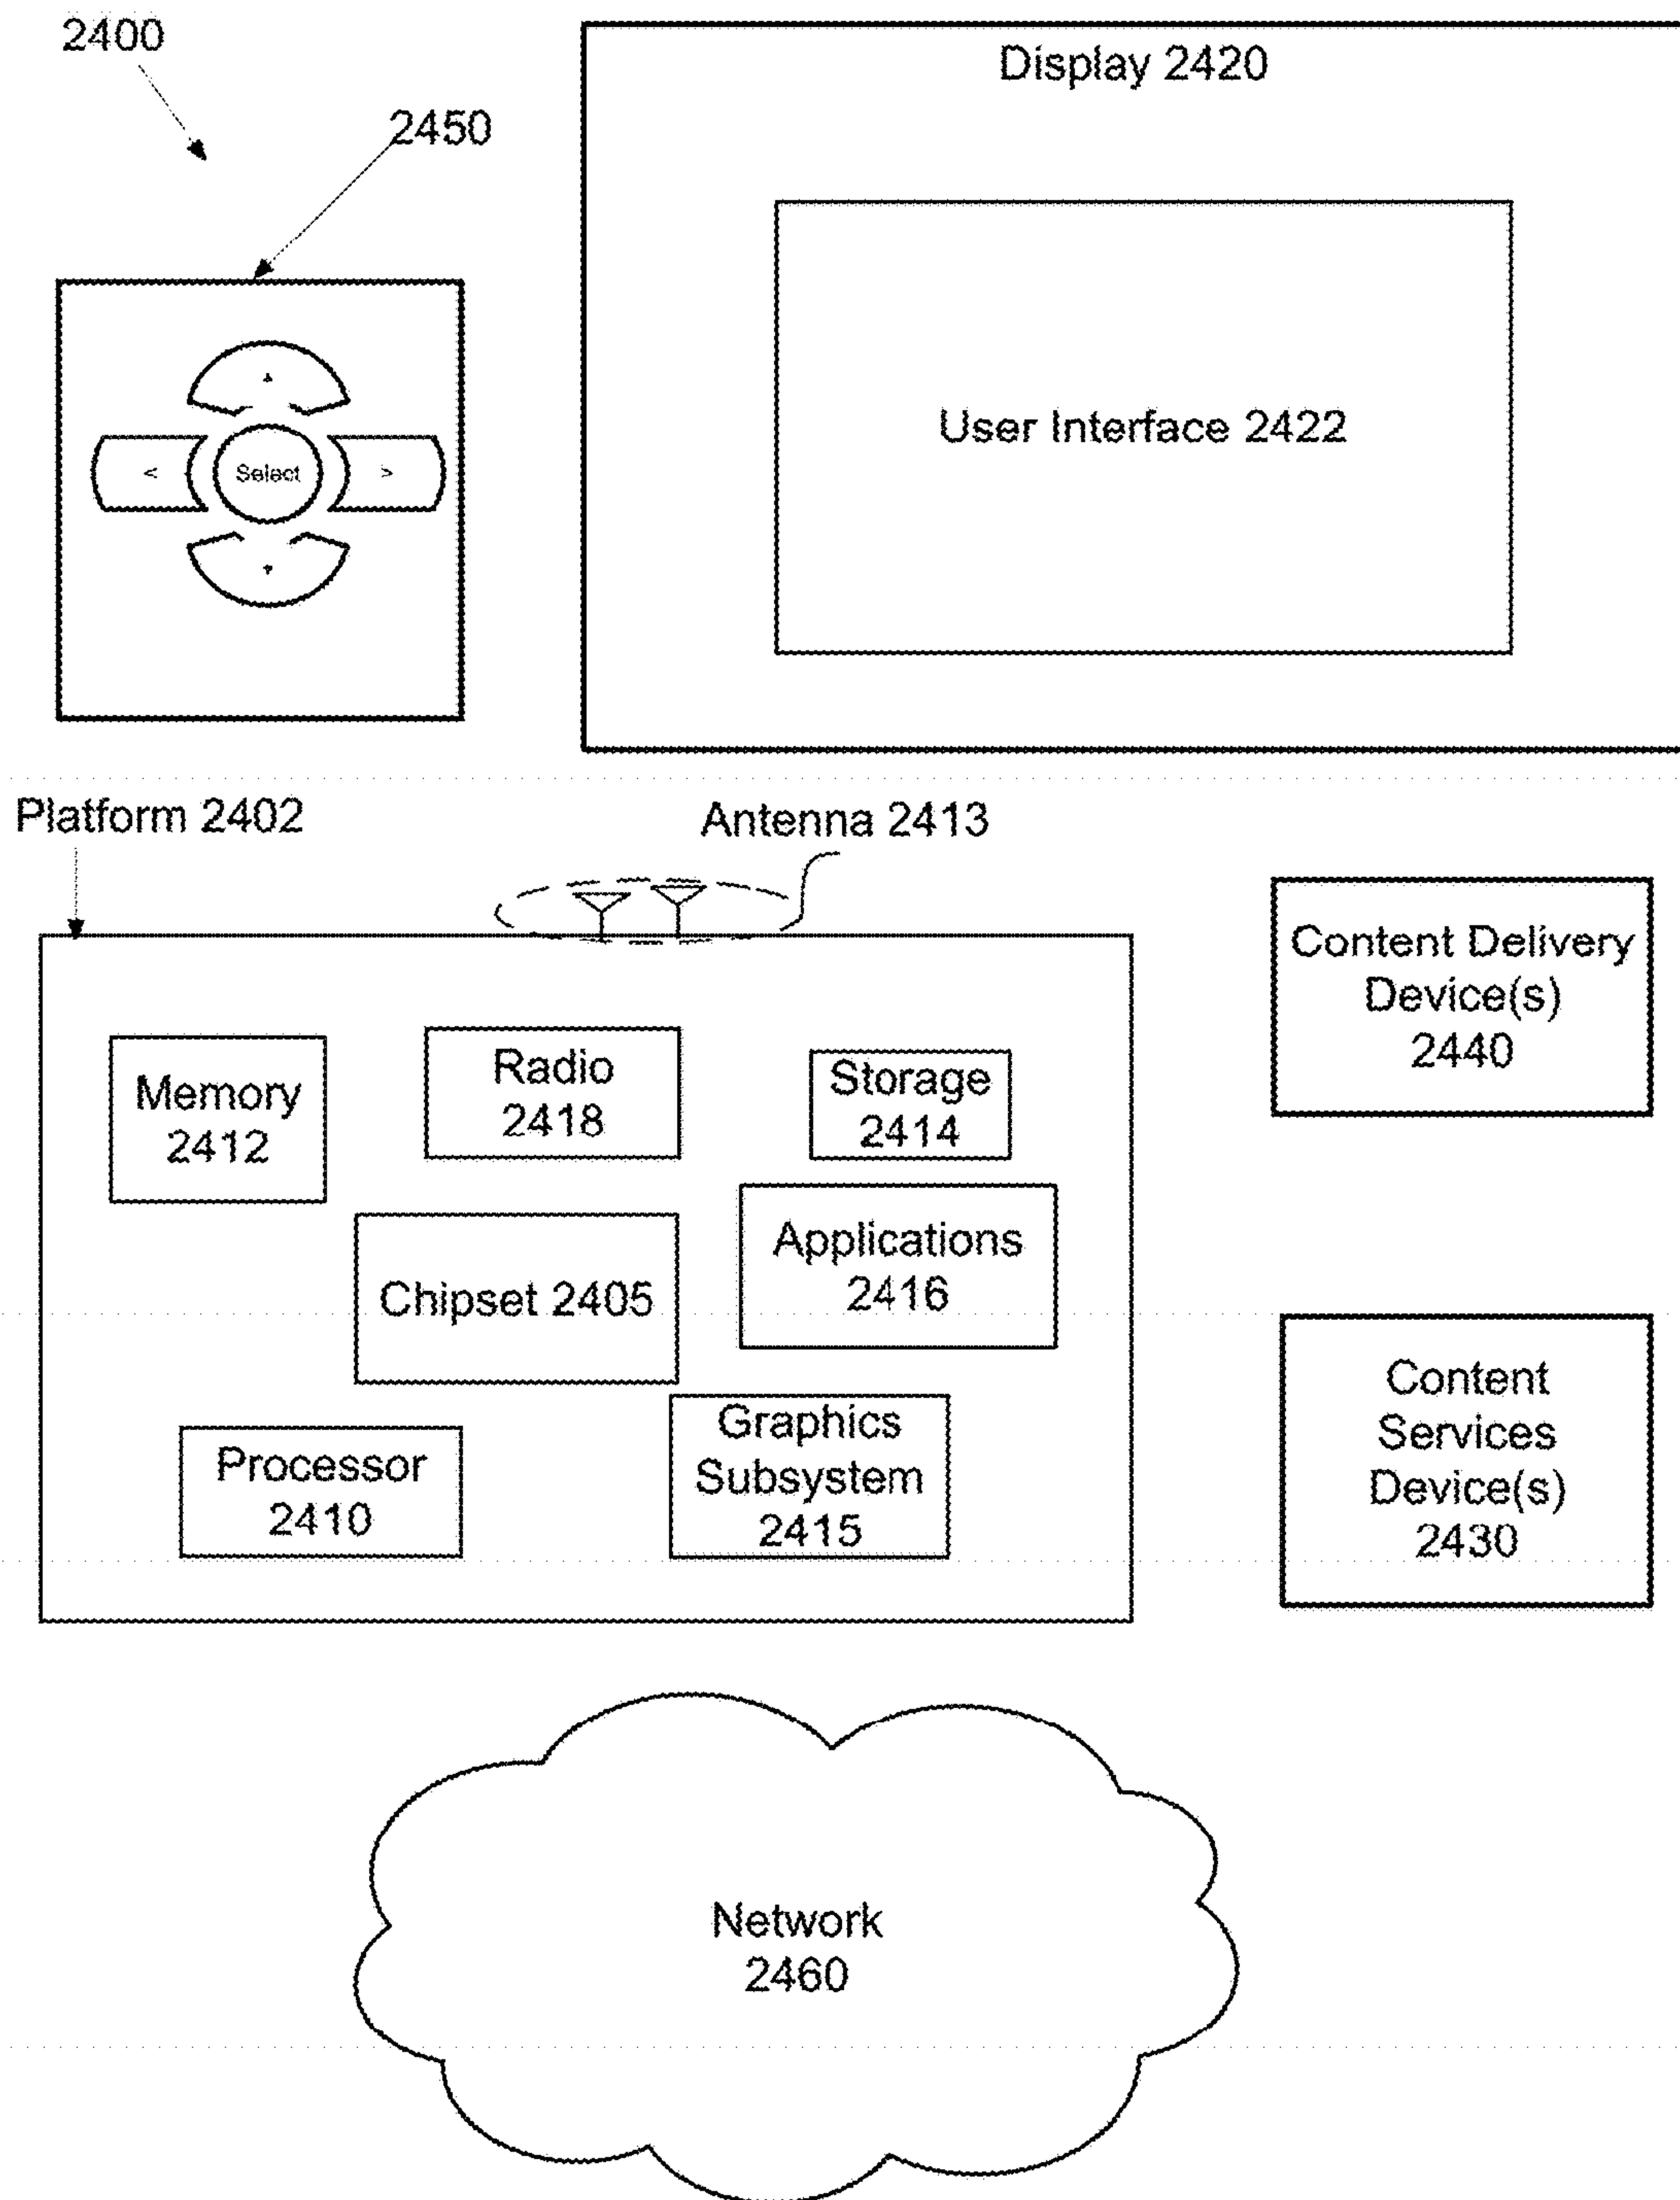 2400
2450
Display 2420
User Interface 2422
<
Select
>
Platform 2402
Antenna 2413
Memory
2412
Radio
2418
Storage
2414
Chipset 2405
Applications
2416
Processor
2410
Graphics
Subsystem
2415
Content Delivery
Device(s)
2440
Content
Services
Device(s)
2430
Network
2460